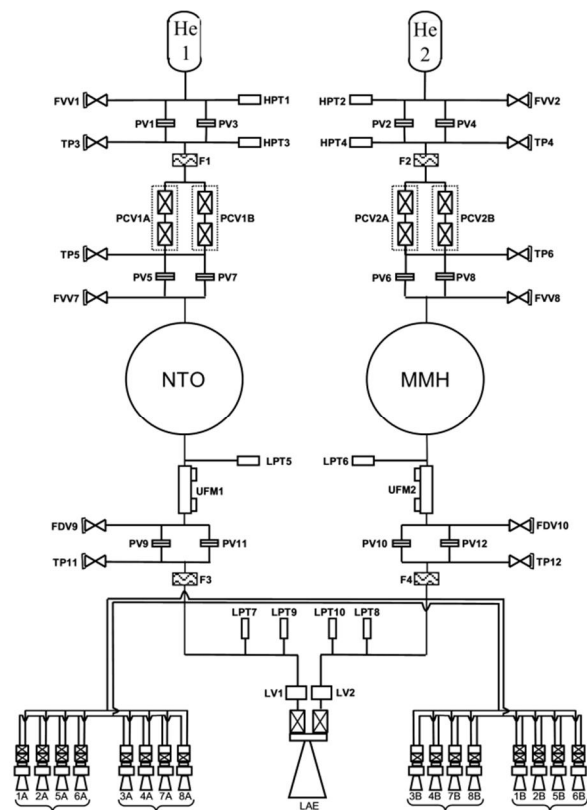 He He
1 2
FVV1 HPT1 HPT2 FVV2
PV1 PV3 PV2 PV4
TP3 HPT3 HPT4 TP4
F1 F2
PCV1A PCV1B PCV2A PCV2B
TP5 TP6
PV5 PV7 PV6 PV8
FVV7 FVV8
NTO MMH
LPT5 LPT6
UFM1 UFM2
FDV9 FDV10
PV9 PV11 PV10 PV12
TP11 TP12
F3 F4
LPT7 LPT9 LPT10 LPT8
LV1 LV2
1A 2A 5A 6A 3A 4A 7A 8A 3B 4B 7B 8B 1B 2B 5B 6B
LAE